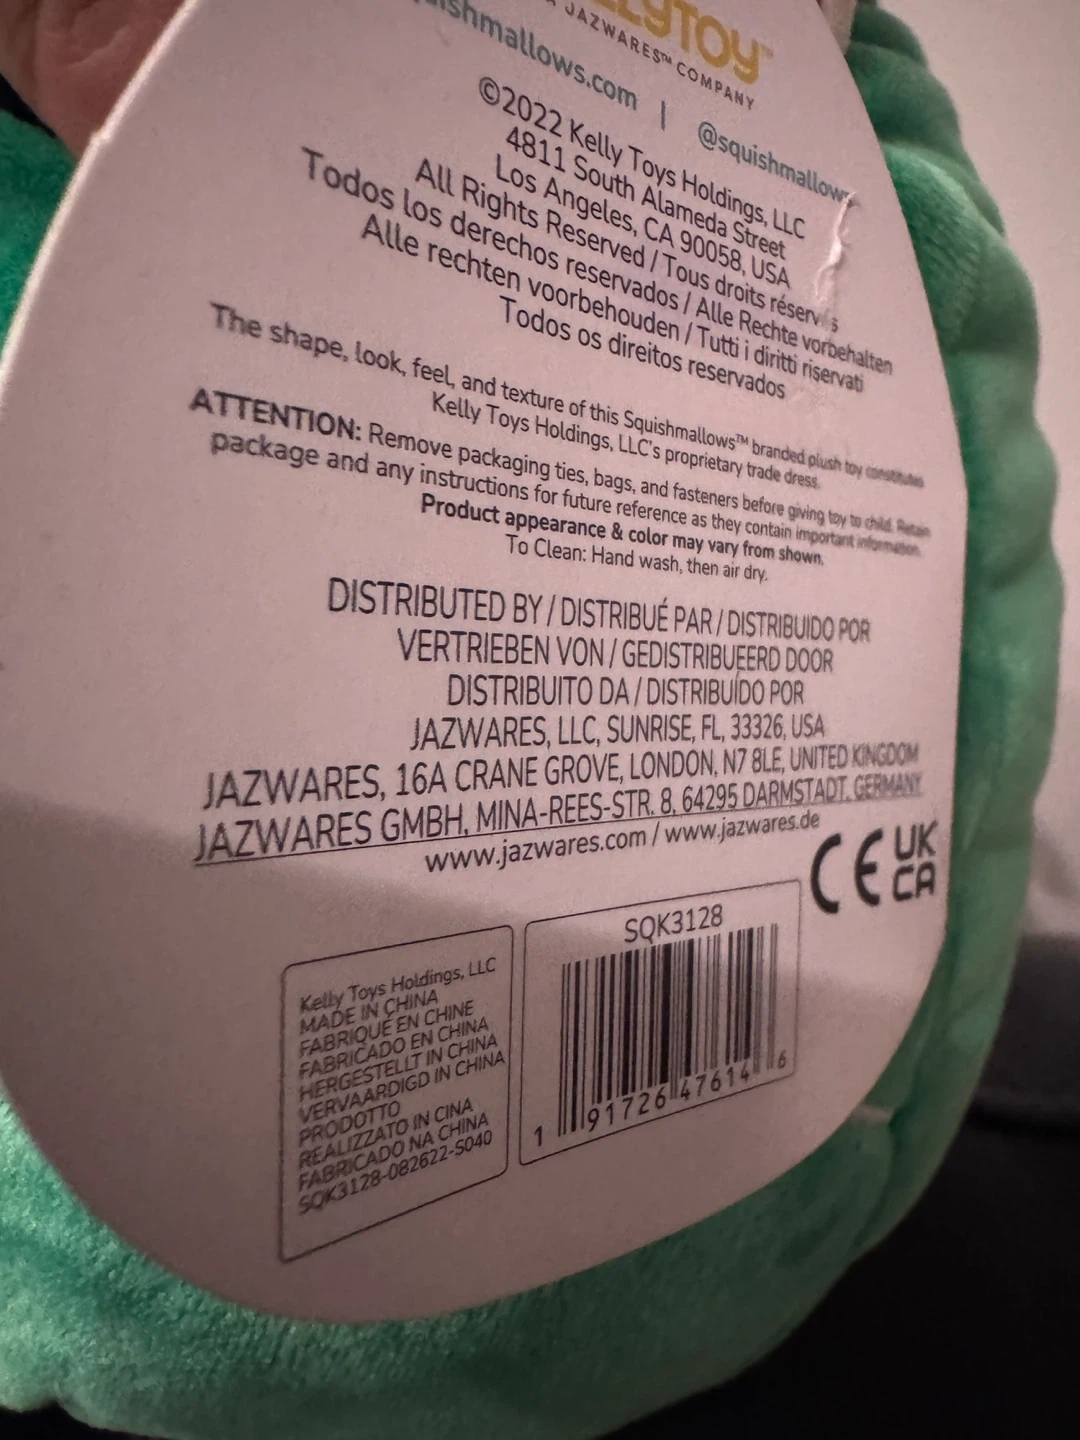 LLYTOY™
A JAZWARES™ COMPANY
uishmallows.com | @squishmallows
©2022 Kelly Toys Holdings, LLC
4811 South Alameda Street
Los Angeles, CA 90058, USA
All Rights Reserved / Tous droits réservés
Todos los derechos reservados / Alle Rechte vorbehalten
Alle rechten voorbehouden / Tutti i diritti riservati
Todos os direitos reservados
The shape, look, feel, and texture of this Squishmallows™ branded plush toy constitutes
Kelly Toys Holdings, LLC's proprietary trade dress.
ATTENTION: Remove packaging ties, bags, and fasteners before giving toy to child. Retain
package and any instructions for future reference as they contain important information.
Product appearance & color may vary from shown.
To Clean: Hand wash, then air dry.
DISTRIBUTED BY / DISTRIBUÉ PAR / DISTRIBUIDO POR
VERTRIEBEN VON / GEDISTRIBUEERD DOOR
DISTRIBUITO DA / DISTRIBUÍDO POR
JAZWARES, LLC, SUNRISE, FL, 33326, USA
JAZWARES, 16A CRANE GROVE, LONDON, N7 8LE, UNITED KINGDOM
JAZWARES GMBH, MINA-REES-STR. 8, 64295 DARMSTADT, GERMANY
www.jazwares.com / www.jazwares.de
CE UK
CA
Kelly Toys Holdings, LLC
MADE IN CHINA
FABRIQUÉ EN CHINE
FABRICADO EN CHINA
HERGESTELLT IN CHINA
VERVAARDIGD IN CHINA
PRODOTTO
REALIZZATO IN CINA
FABRICADO NA CHINA
SQK3128-082622-S040
SQK3128
1 91726 47614 6